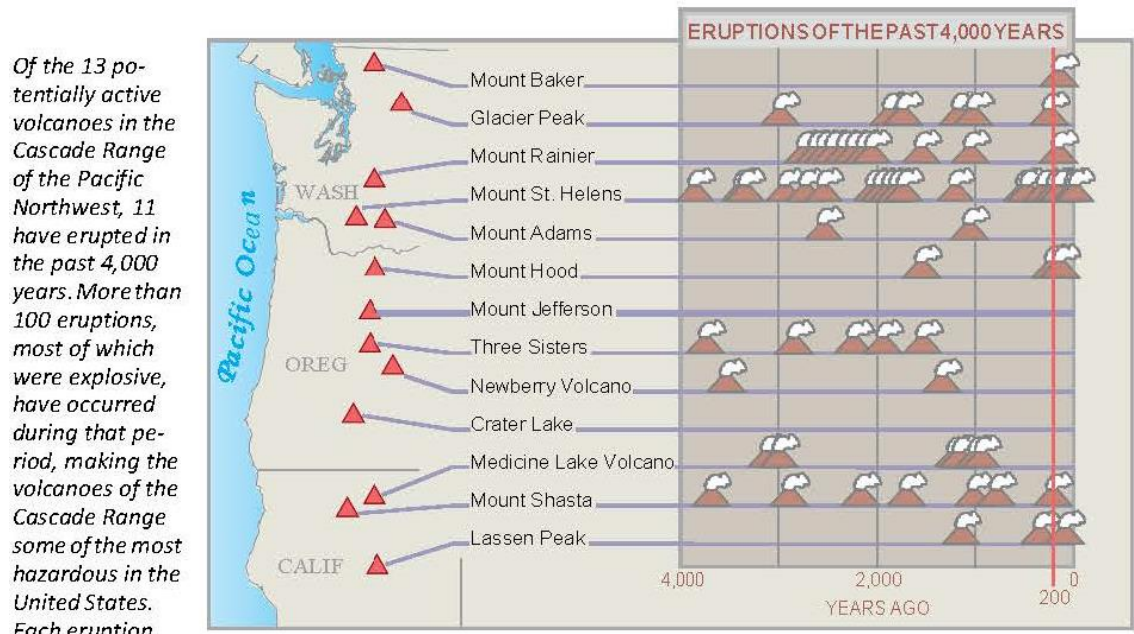 Of the 13 po-
tentially active
volcanoes in the
Cascade Range
of the Pacific
Northwest, 11
have erupted in
the past 4,000
years. More than
100 eruptions,
most of which
were explosive,
have occurred
during that pe-
riod, making the
volcanoes of the
Cascade Range
some of the most
hazardous in the
United States.
Each eruption
ERUPTIONS OF THE PAST 4,000 YEARS
Mount Baker
Glacier Peak
Mount Rainier
Mount St. Helens
Mount Adams
Mount Hood
Mount Jefferson
Three Sisters
Newberry Volcano
Crater Lake
Medicine Lake Volcano
Mount Shasta
Lassen Peak
Pacific Ocean
WASH
OREG
CALIF
4,000
2,000
0
200
YEARS AGO